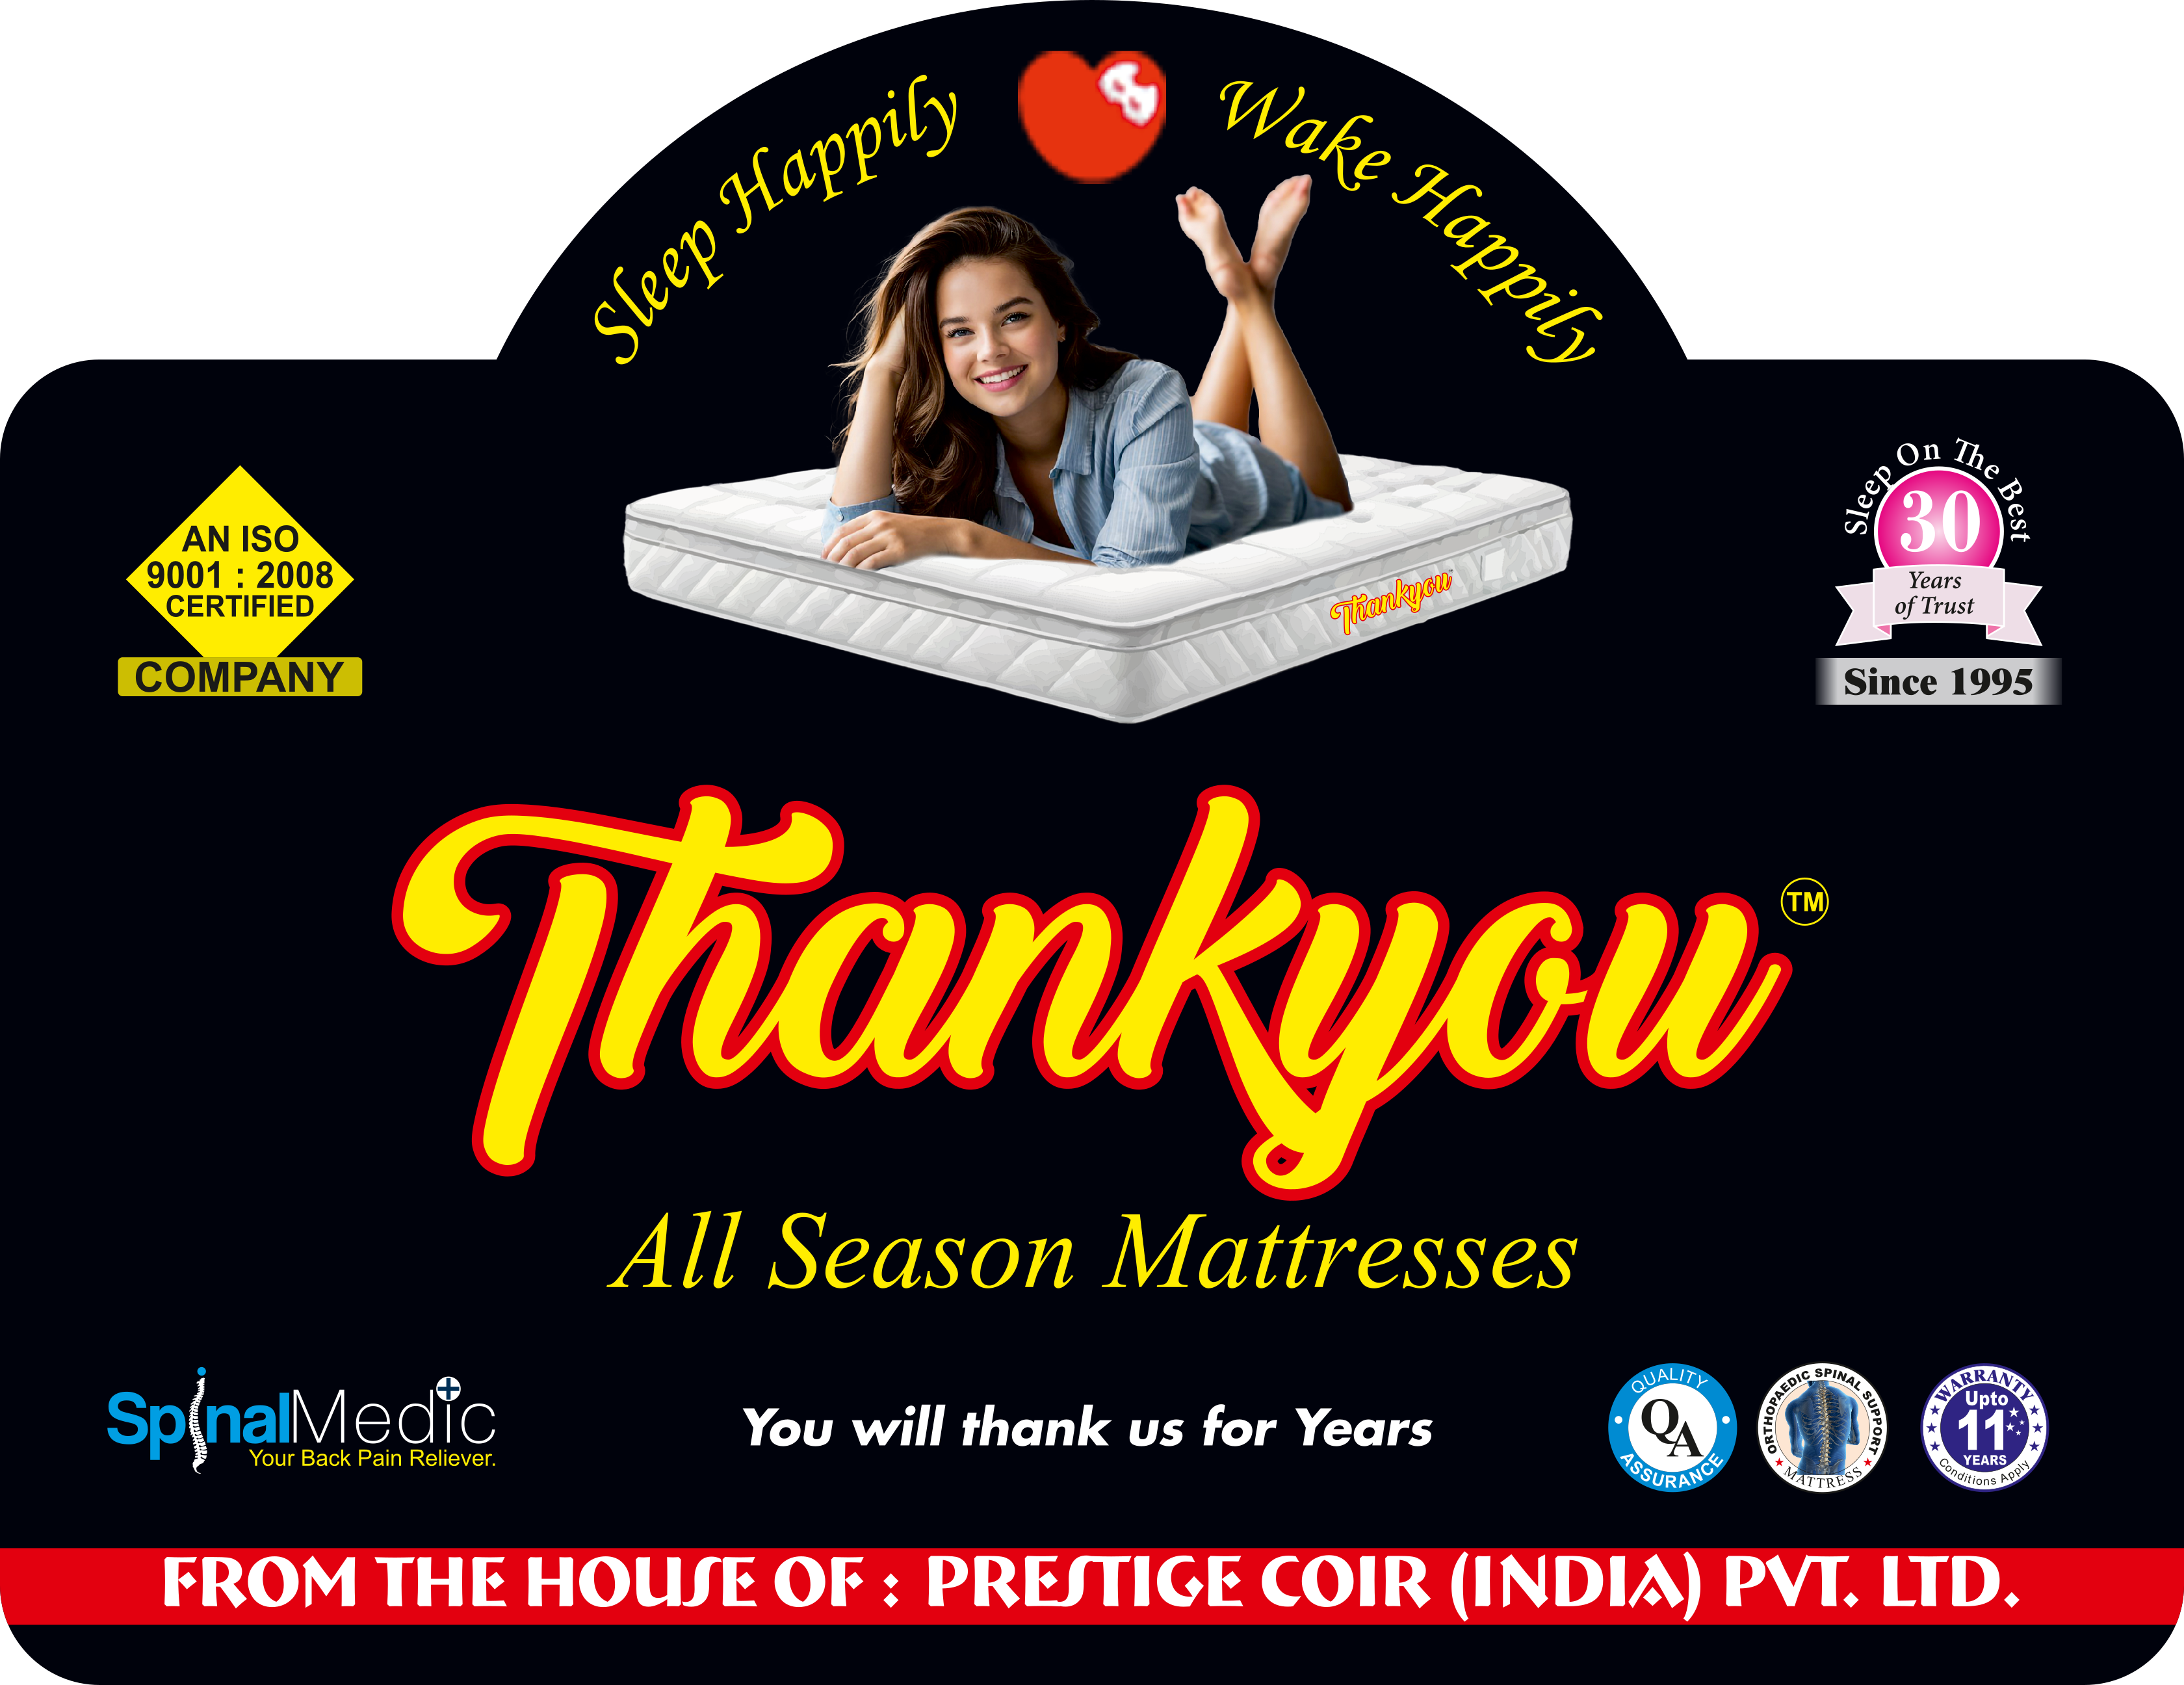 Sleep Happily
Wake Happily
AN ISO
9001 : 2008
CERTIFIED
COMPANY
Sleep On The Best
30
Years
of Trust
Since 1995
Thankyou
Thankyou
TM
All Season Mattresses
SpinalMedic
Your Back Pain Reliever.
You will thank us for Years
QUALITY
QA
ASSURANCE
ORTHOPAEDIC SPINAL SUPPORT
MATTRESS
WARRANTY
Upto
11
YEARS
Conditions Apply
FROM THE HOUSE OF : PRESTIGE COIR (INDIA) PVT. LTD.